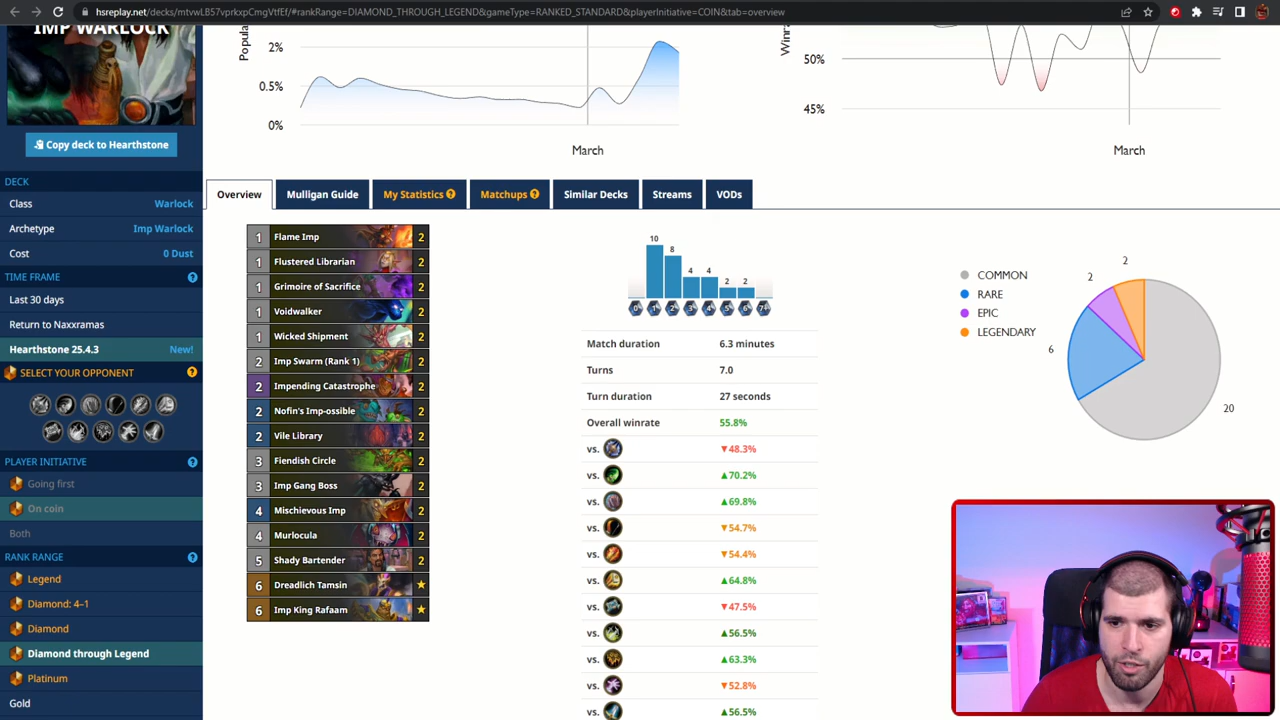 hsreplay.net/decks/mtvwLB57vprkxpCmgVtfEf/#rankRange=DIAMOND_THROUGH_LEGEND&gameType=RANKED_STANDARD&playerInitiative=COIN&tab=overview
IMP WARLOCK
Copy deck to Hearthstone
DECK
Class Warlock
Archetype Imp Warlock
Cost 0 Dust
TIME FRAME ?
Last 30 days
Return to Naxxramas
Hearthstone 25.4.3 New!
SELECT YOUR OPPONENT ?
PLAYER INITIATIVE ?
Going first
On coin
Both
RANK RANGE ?
Legend
Diamond: 4–1
Diamond
Diamond through Legend
Platinum
Gold
2%
0.5%
0%
March
50%
45%
March
Overview Mulligan Guide My Statistics ? Matchups ? Similar Decks Streams VODs
1 Flame Imp 2
1 Flustered Librarian 2
1 Grimoire of Sacrifice 2
1 Voidwalker 2
1 Wicked Shipment 2
2 Imp Swarm (Rank 1) 2
2 Impending Catastrophe 2
2 Nofin's Imp-ossible 2
2 Vile Library 2
3 Fiendish Circle 2
3 Imp Gang Boss 2
4 Mischievous Imp 2
4 Murlocula 2
5 Shady Bartender 2
6 Dreadlich Tamsin
6 Imp King Rafaam
10 8 4 4 2 2
0 1 2 3 4 5 6 7+
Match duration 6.3 minutes
Turns 7.0
Turn duration 27 seconds
Overall winrate 55.8%
vs. ▼48.3%
vs. ▲70.2%
vs. ▲69.8%
vs. ▼54.7%
vs. ▼54.4%
vs. ▲64.8%
vs. ▼47.5%
vs. ▲56.5%
vs. ▲63.3%
vs. ▼52.8%
vs. ▲56.5%
COMMON
RARE
EPIC
LEGENDARY
2
2
6
20